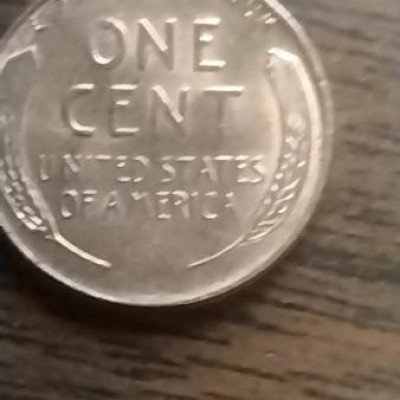 ONE
CENT
UNITED STATES
OF AMERICA